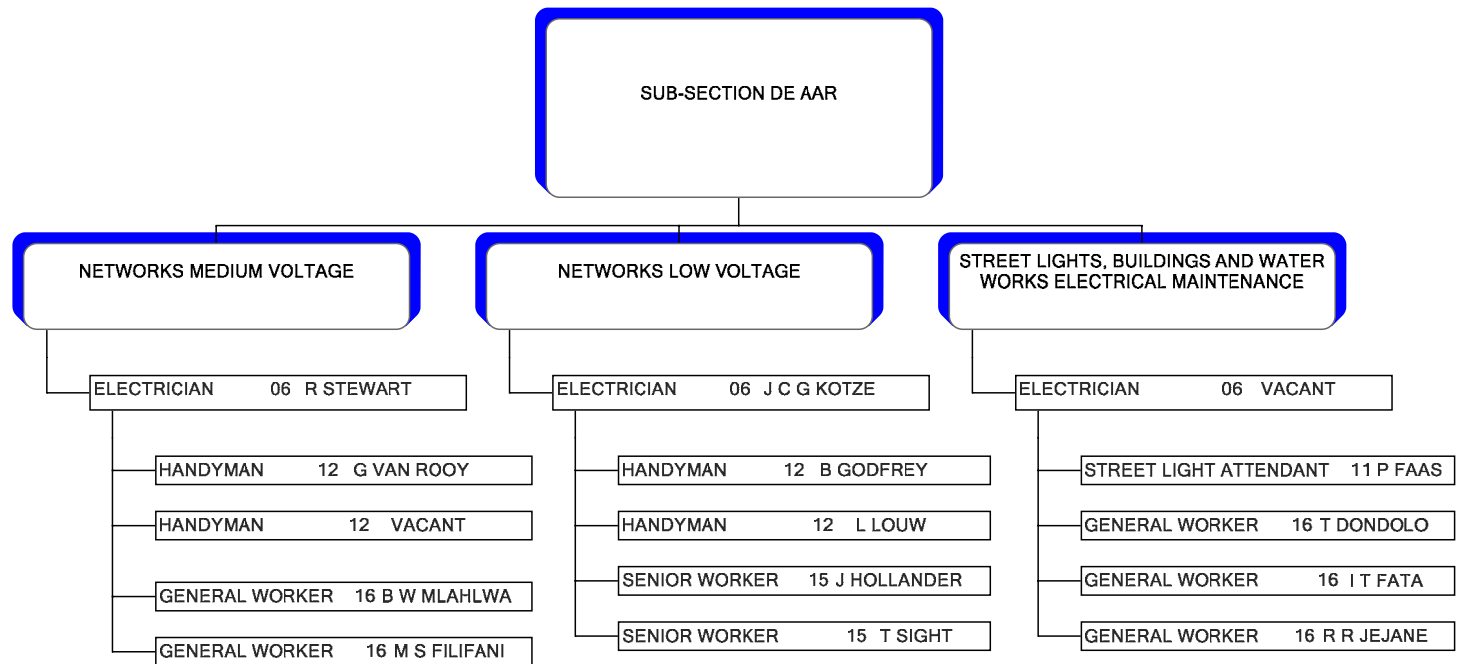 SUB-SECTION DE AAR
NETWORKS MEDIUM VOLTAGE
ELECTRICIAN 06 R STEWART
HANDYMAN 12 G VAN ROOY
HANDYMAN 12 VACANT
GENERAL WORKER 16 B W MLAHLWA
GENERAL WORKER 16 M S FILIFANI
NETWORKS LOW VOLTAGE
ELECTRICIAN 06 J C G KOTZE
HANDYMAN 12 B GODFREY
HANDYMAN 12 L LOUW
SENIOR WORKER 15 J HOLLANDER
SENIOR WORKER 15 T SIGHT
STREET LIGHTS, BUILDINGS AND WATER
WORKS ELECTRICAL MAINTENANCE
ELECTRICIAN 06 VACANT
STREET LIGHT ATTENDANT 11 P FAAS
GENERAL WORKER 16 T DONDOLO
GENERAL WORKER 16 I T FATA
GENERAL WORKER 16 R R JEJANE